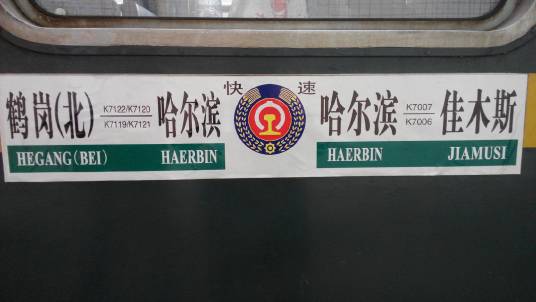 快速
鹤岗(北) K7122/K7120 哈尔滨 哈尔滨 K7007 佳木斯
K7119/K7121 K7006
HEGANG(BEI) HAERBIN HAERBIN JIAMUSI